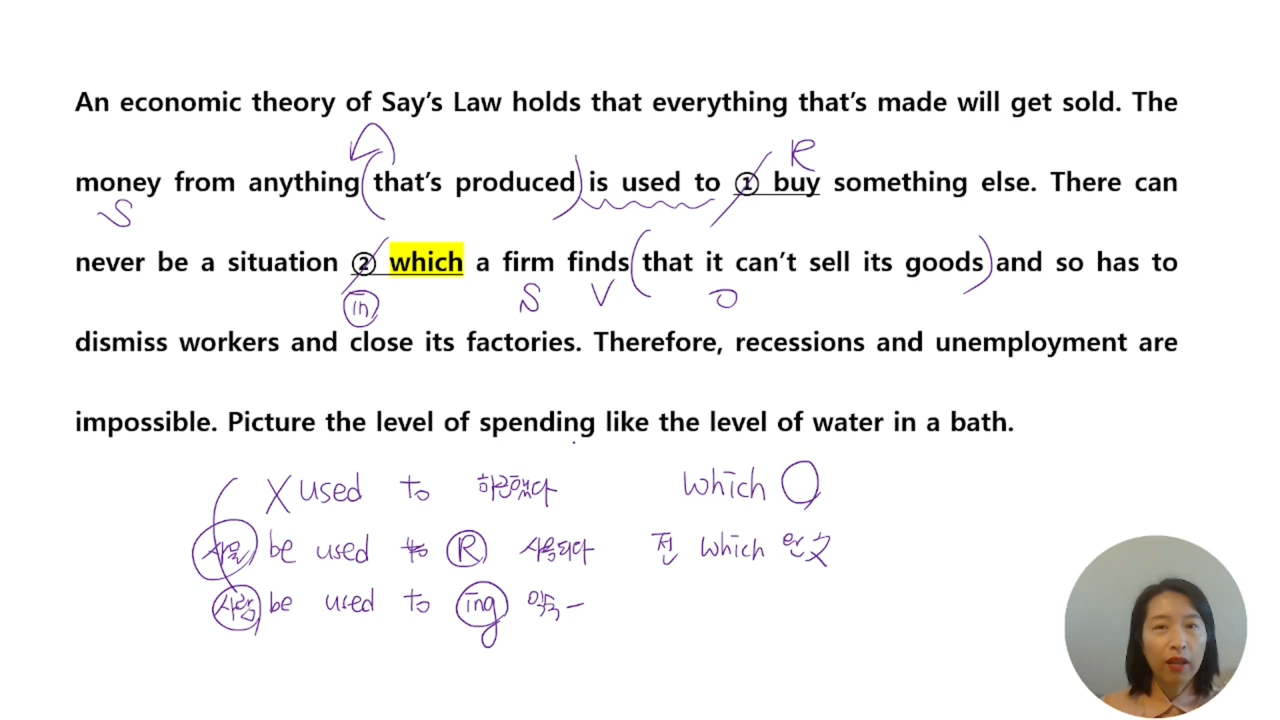 An economic theory of Say's Law holds that everything that's made will get sold. The
R
money from anything that's produced is used to ① buy something else. There can
S
never be a situation ② which a firm finds that it can't sell its goods and so has to
in S V O
dismiss workers and close its factories. Therefore, recessions and unemployment are
impossible. Picture the level of spending like the level of water in a bath.
X used to 하곤했다 which
사물 be used to R 사용되다 전 which 완文
사람 be used to ing 익숙